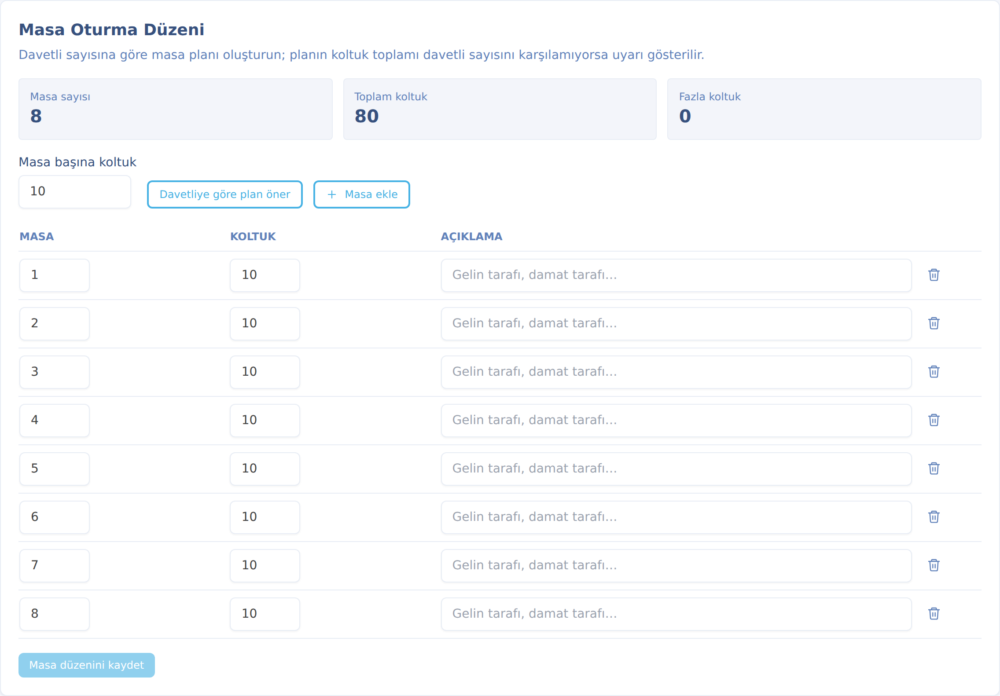 Masa Oturma Düzeni
Davetli sayısına göre masa planı oluşturun; planın koltuk toplamı davetli sayısını karşılamıyorsa uyarı gösterilir.
Masa sayısı
8
Toplam koltuk
80
Fazla koltuk
0
Masa başına koltuk
10
Davetliye göre plan öner
Masa ekle
MASA KOLTUK AÇIKLAMA
1 10 Gelin tarafı, damat tarafı...
2 10 Gelin tarafı, damat tarafı...
3 10 Gelin tarafı, damat tarafı...
4 10 Gelin tarafı, damat tarafı...
5 10 Gelin tarafı, damat tarafı...
6 10 Gelin tarafı, damat tarafı...
7 10 Gelin tarafı, damat tarafı...
8 10 Gelin tarafı, damat tarafı...
Masa düzenini kaydet